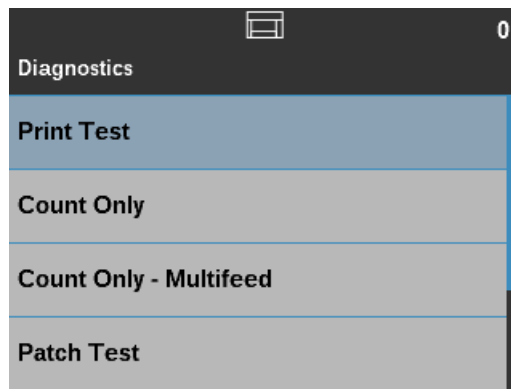 0
Diagnostics
Print Test
Count Only
Count Only - Multifeed
Patch Test